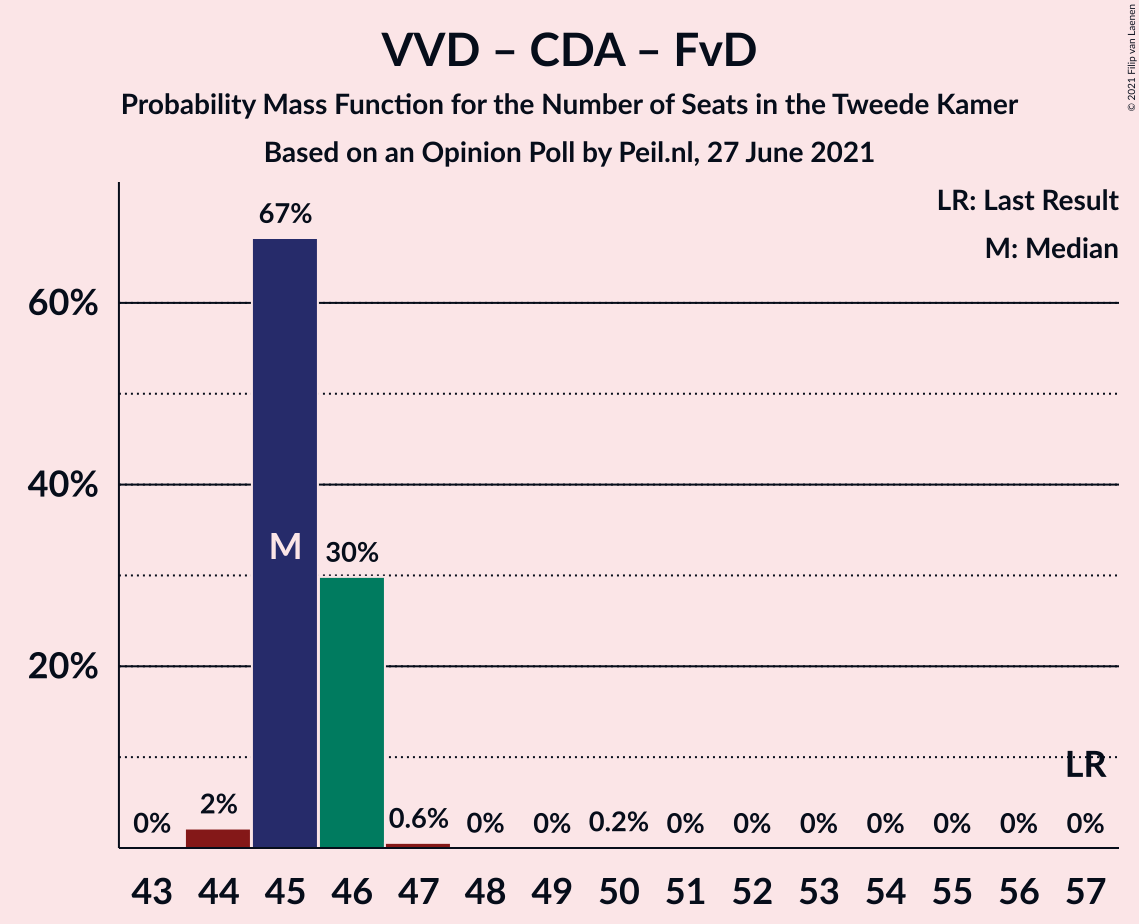 VVD – CDA – FvD
Probability Mass Function for the Number of Seats in the Tweede Kamer
Based on an Opinion Poll by Peil.nl, 27 June 2021
© 2021 Filip van Laenen
LR: Last Result
M: Median
67%
60%
40%
M
30%
20%
LR
0% 2% 0.6% 0% 0% 0.2% 0% 0% 0% 0% 0% 0% 0%
43 44 45 46 47 48 49 50 51 52 53 54 55 56 57